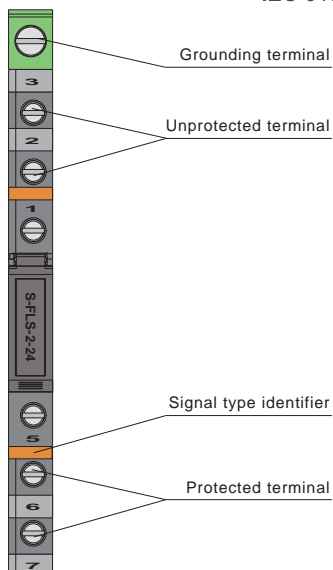 Grounding terminal
3
Unprotected terminal
2
1
S-FLS-2-24
Signal type identifier
5
Protected terminal
6
7